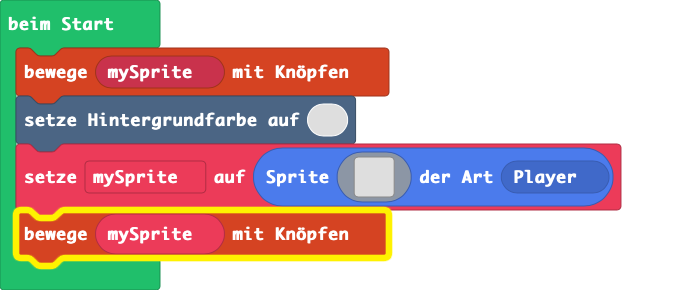 beim Start
bewege mySprite mit Knöpfen
setze Hintergrundfarbe auf
setze mySprite auf Sprite der Art Player
bewege mySprite mit Knöpfen